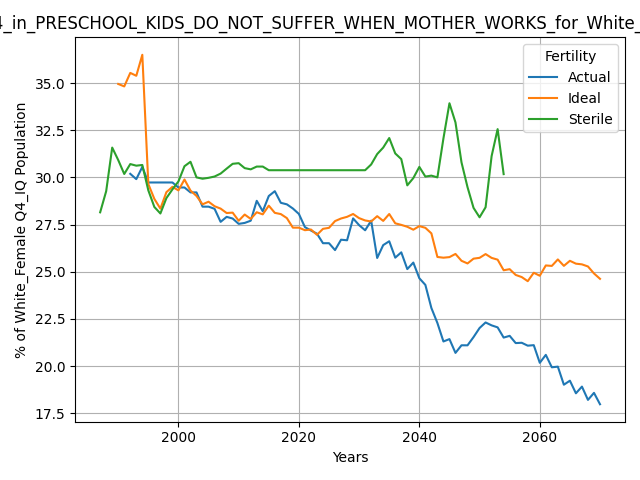 _in_PRESCHOOL_KIDS_DO_NOT_SUFFER_WHEN_MOTHER_WORKS_for_White_
Fertility
Actual
Ideal
Sterile
% of White_Female Q4_IQ Population
35.0
32.5
30.0
27.5
25.0
22.5
20.0
17.5
2000
2020
2040
2060
Years